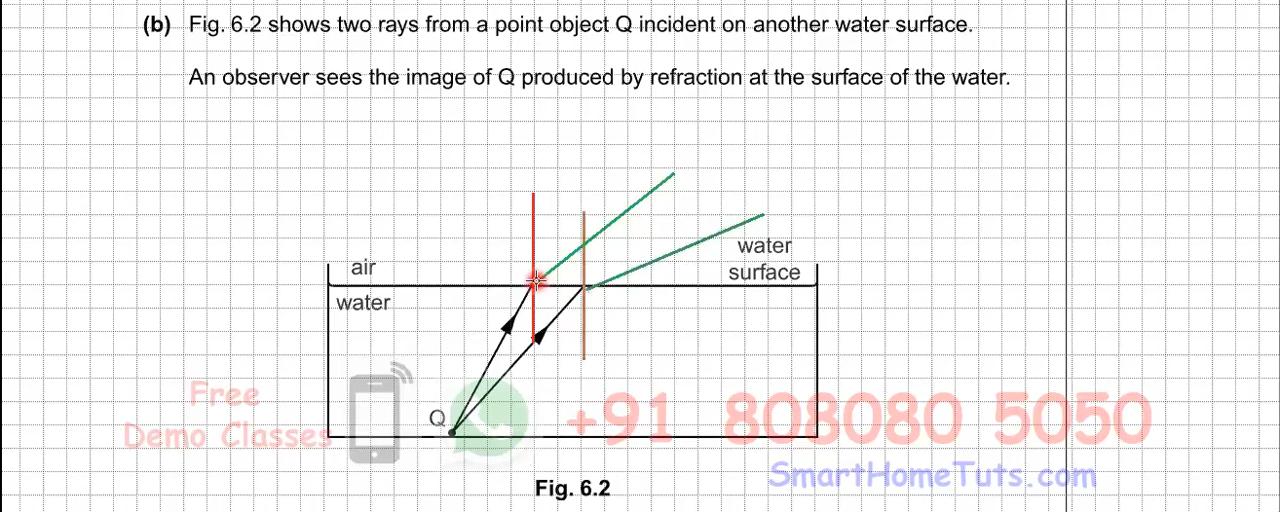 (b) Fig. 6.2 shows two rays from a point object Q incident on another water surface.
An observer sees the image of Q produced by refraction at the surface of the water.
air
water
water
surface
Q
Free
Demo Classes
+91 808080 5050
SmartHomeTuts.com
Fig. 6.2